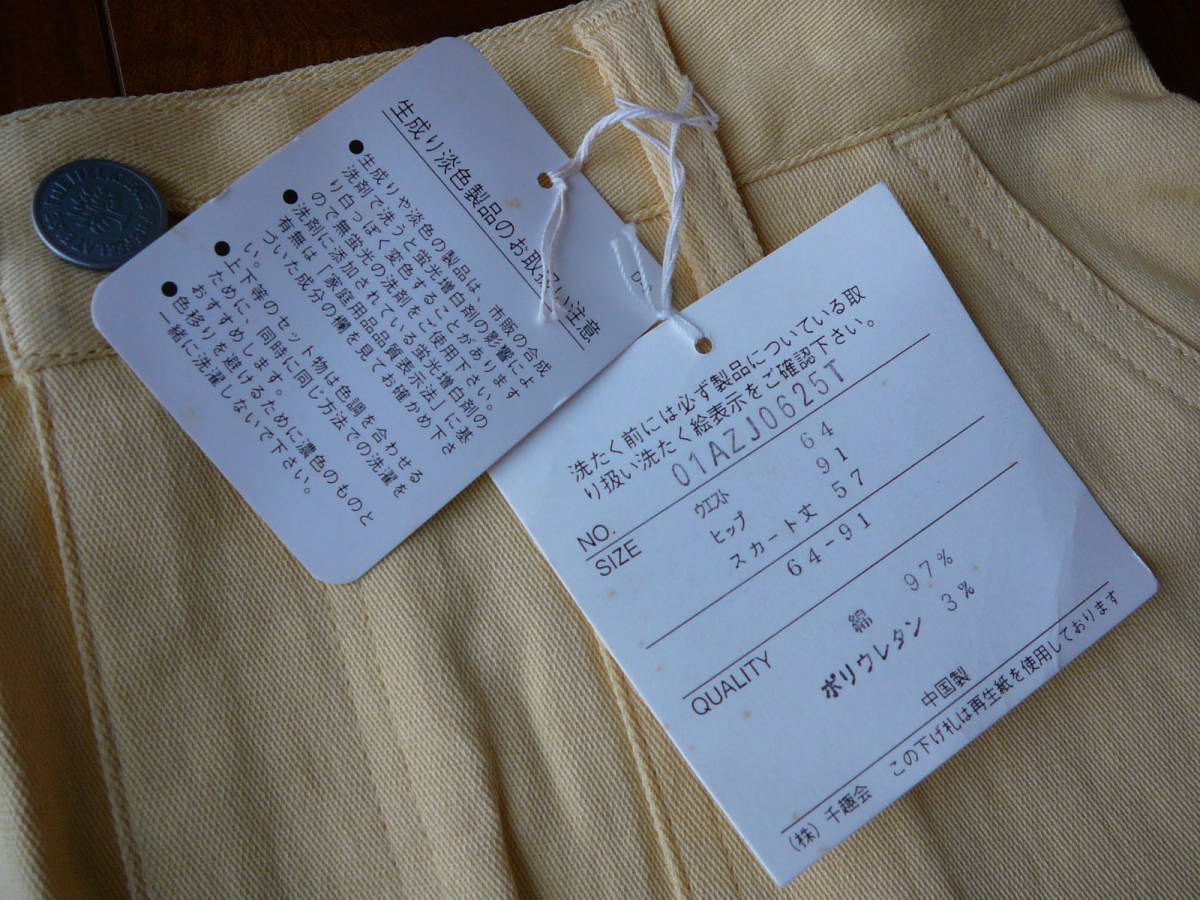 生成り淡色製品のお取扱い注意
●生成りや淡色の製品は、市販の合成
洗剤で洗うと蛍光増白剤の影響によ
り白っぽく変色することがあります
ので無蛍光の洗剤をご使用下さい。
●洗剤に添加されている蛍光増白剤の
有無は「家庭用品品質表示法」に基
づいた成分の欄を見てお確かめ下さ
い。
●上下等のセット物は色調を合わせる
ために、同時に同じ方法での洗濯を
おすすめします。
●色移りを避けるために濃色のものと
一緒に洗濯しないで下さい。
洗たく前には必ず製品についている取
り扱い洗たく絵表示をご確認下さい。
NO. 01AZJ0625T
SIZE ウエスト 64
ヒップ 91
スカート丈 57
64-91
QUALITY 綿 97%
ポリウレタン 3%
中国製
(株) 千趣会 この下げ札は再生紙を使用しております